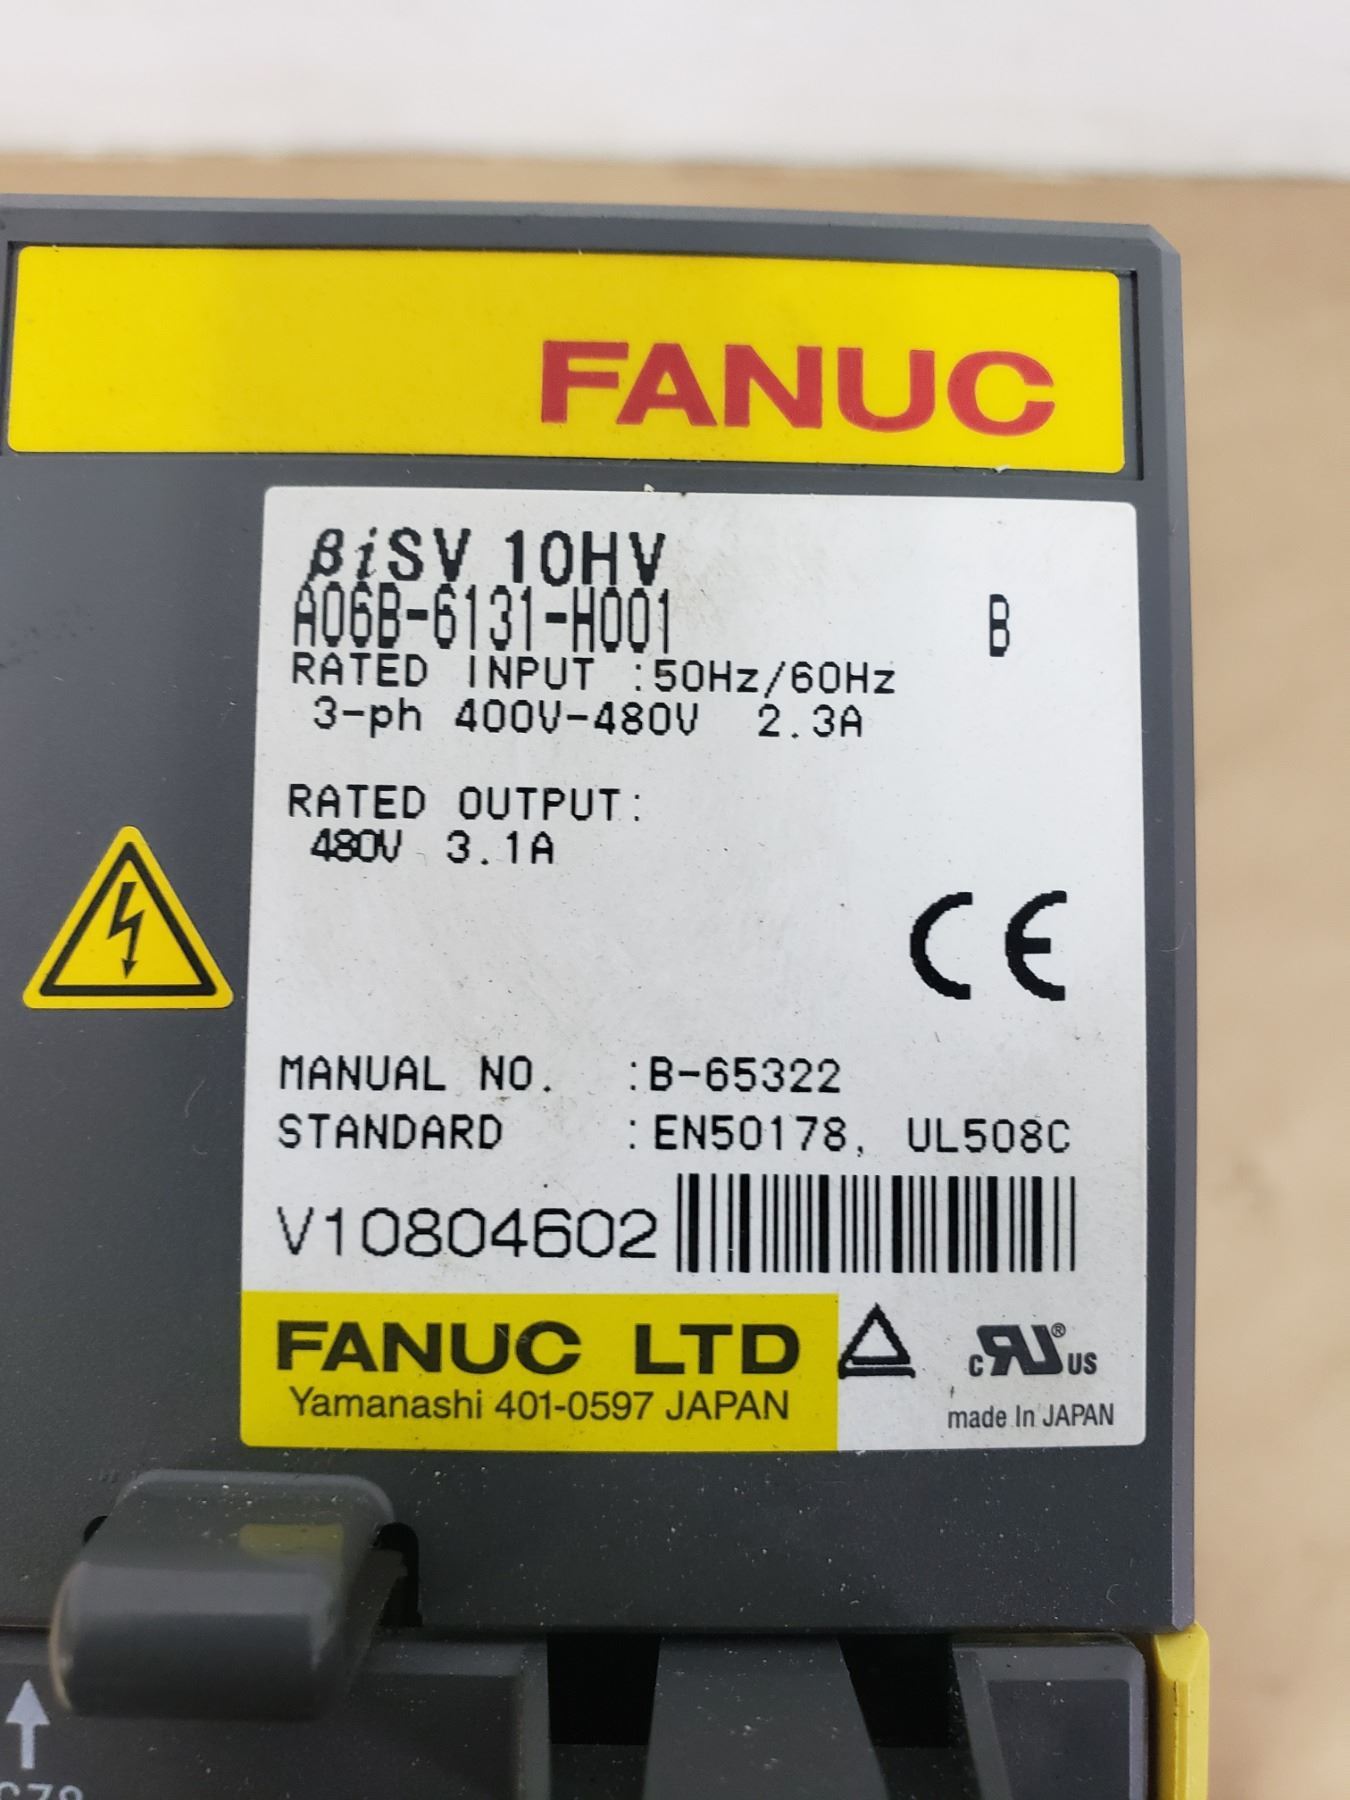 FANUC
βiSV 10HV
A06B-6131-H001 B
RATED INPUT :50Hz/60Hz
3-ph 400V-480V 2.3A
RATED OUTPUT:
480V 3.1A
CE
MANUAL NO. :B-65322
STANDARD :EN50178, UL508C
V10804602
FANUC LTD
Yamanashi 401-0597 JAPAN
c RU ® US
made In JAPAN